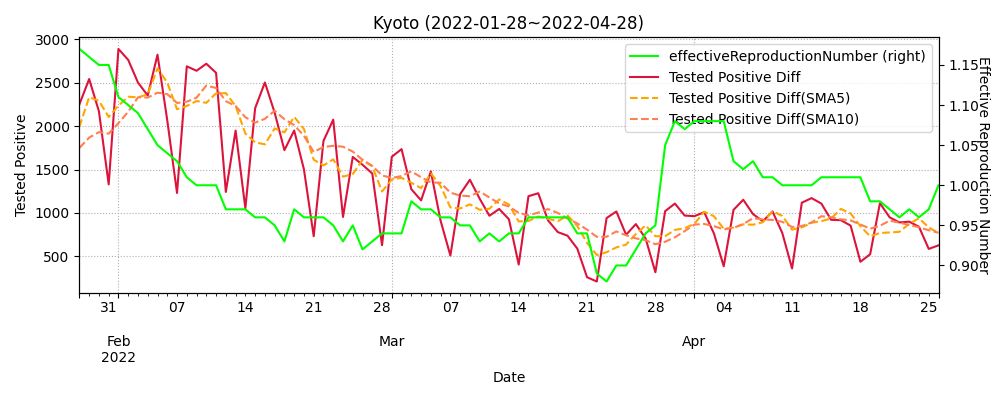 Kyoto (2022-01-28~2022-04-28)
effectiveReproductionNumber (right)
Tested Positive Diff
Tested Positive Diff(SMA5)
Tested Positive Diff(SMA10)
Tested Positive
3000
2500
2000
1500
1000
500
1.15
1.10
1.05
1.00
0.95
0.90
Effective Reproduction Number
31 07 14 21 28 07 14 21 28 04 11 18 25
Feb Mar Apr
2022
Date